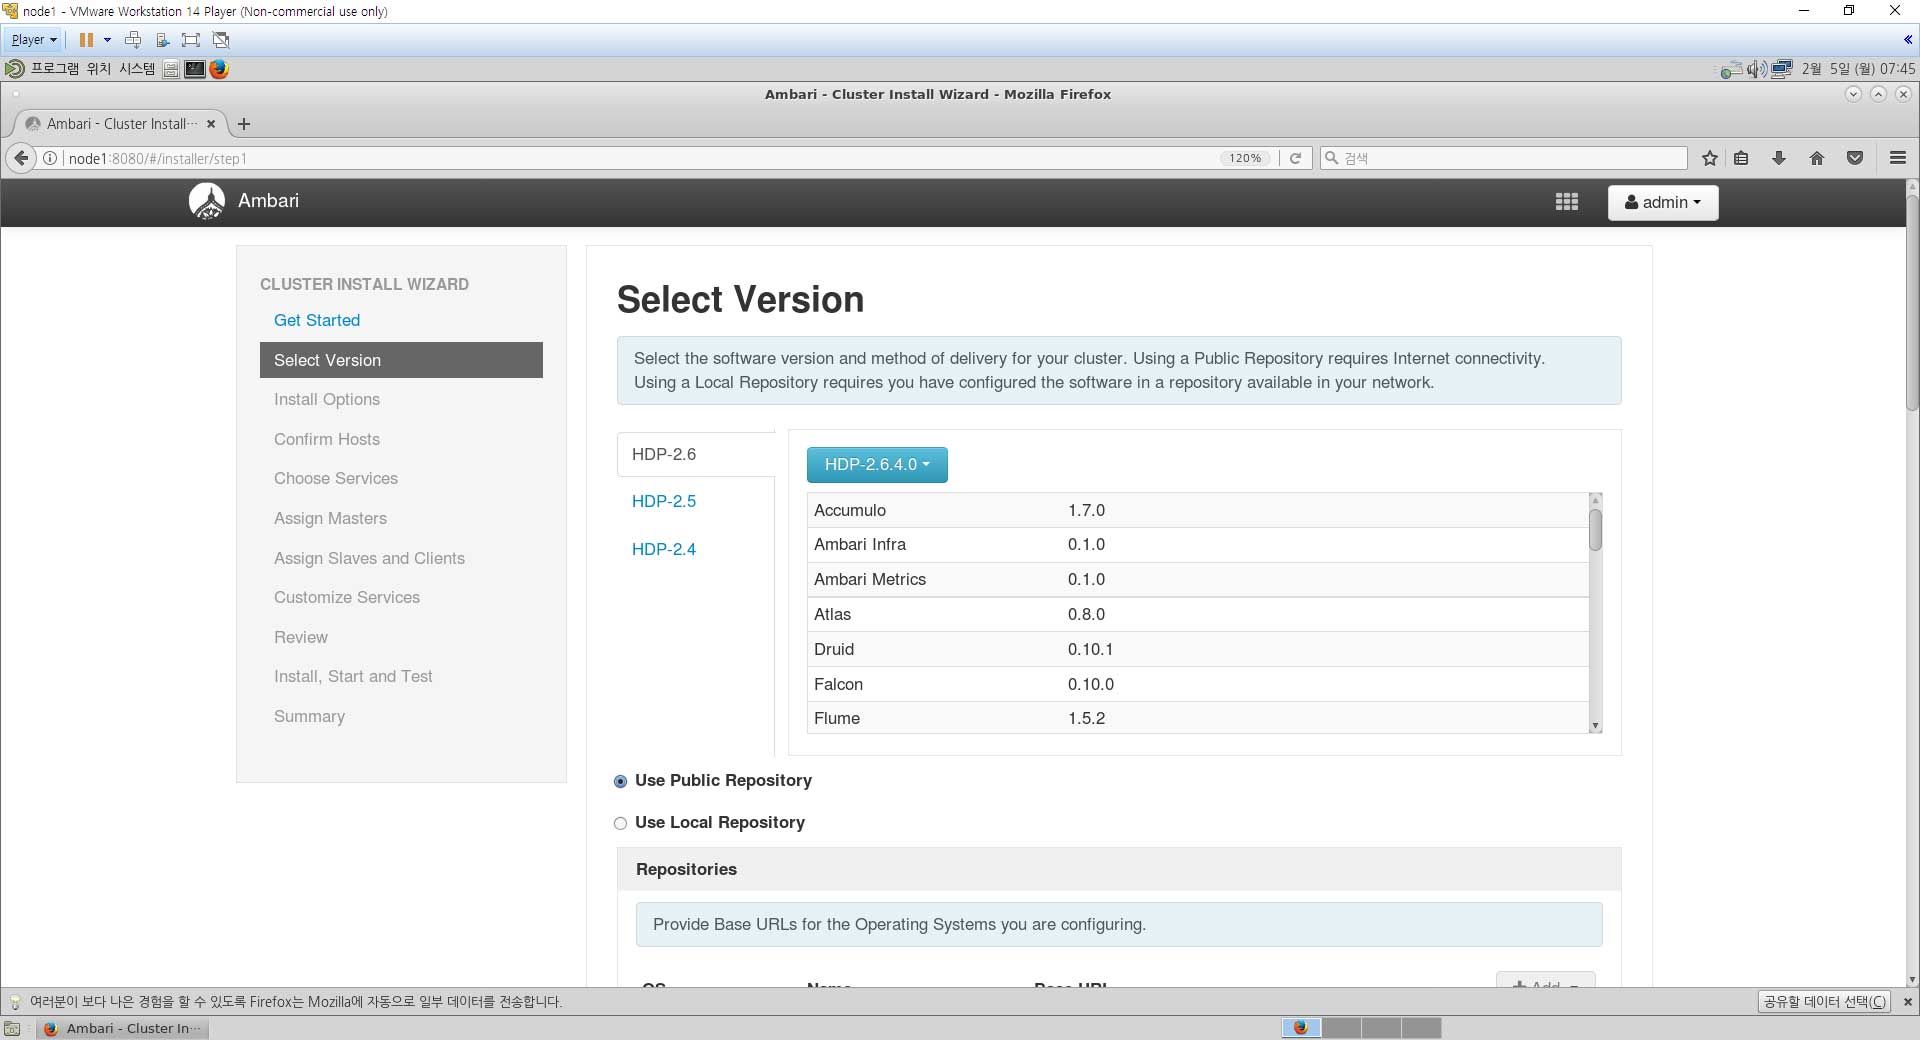 node1 - VMware Workstation 14 Player (Non-commercial use only)
Player
프로그램 위치 시스템
2월 5일 (월) 07:45
Ambari - Cluster Install Wizard - Mozilla Firefox
Ambari - Cluster Install···
node1:8080/#/installer/step1
120%
검색
Ambari
admin
CLUSTER INSTALL WIZARD
Get Started
Select Version
Install Options
Confirm Hosts
Choose Services
Assign Masters
Assign Slaves and Clients
Customize Services
Review
Install, Start and Test
Summary
Select Version
Select the software version and method of delivery for your cluster. Using a Public Repository requires Internet connectivity.
Using a Local Repository requires you have configured the software in a repository available in your network.
HDP-2.6
HDP-2.5
HDP-2.4
HDP-2.6.4.0
Accumulo 1.7.0
Ambari Infra 0.1.0
Ambari Metrics 0.1.0
Atlas 0.8.0
Druid 0.10.1
Falcon 0.10.0
Flume 1.5.2
Use Public Repository
Use Local Repository
Repositories
Provide Base URLs for the Operating Systems you are configuring.
OS Name Base URL Add
여러분이 보다 나은 경험을 할 수 있도록 Firefox는 Mozilla에 자동으로 일부 데이터를 전송합니다.
공유할 데이터 선택(C)
Ambari - Cluster In···